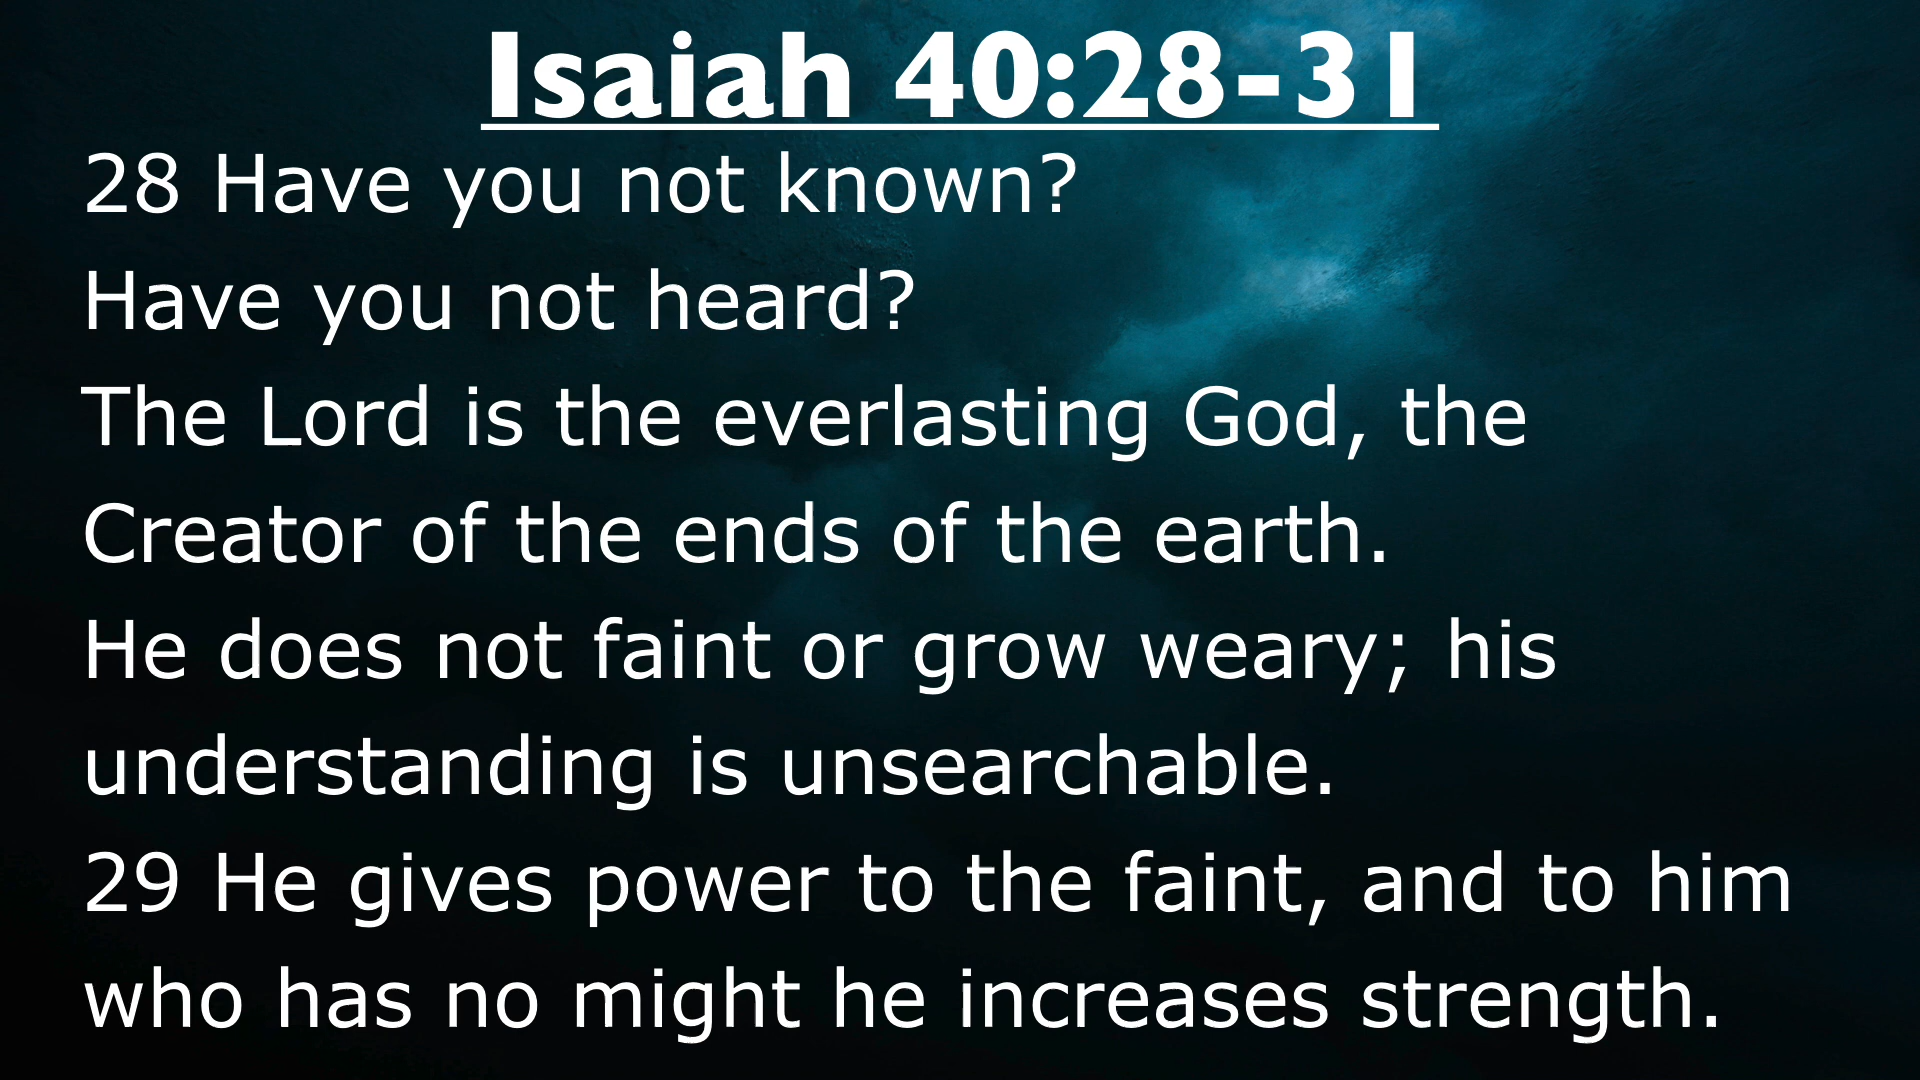 Isaiah 40:28-31
28 Have you not known?
Have you not heard?
The Lord is the everlasting God, the
Creator of the ends of the earth.
He does not faint or grow weary; his
understanding is unsearchable.
29 He gives power to the faint, and to him
who has no might he increases strength.